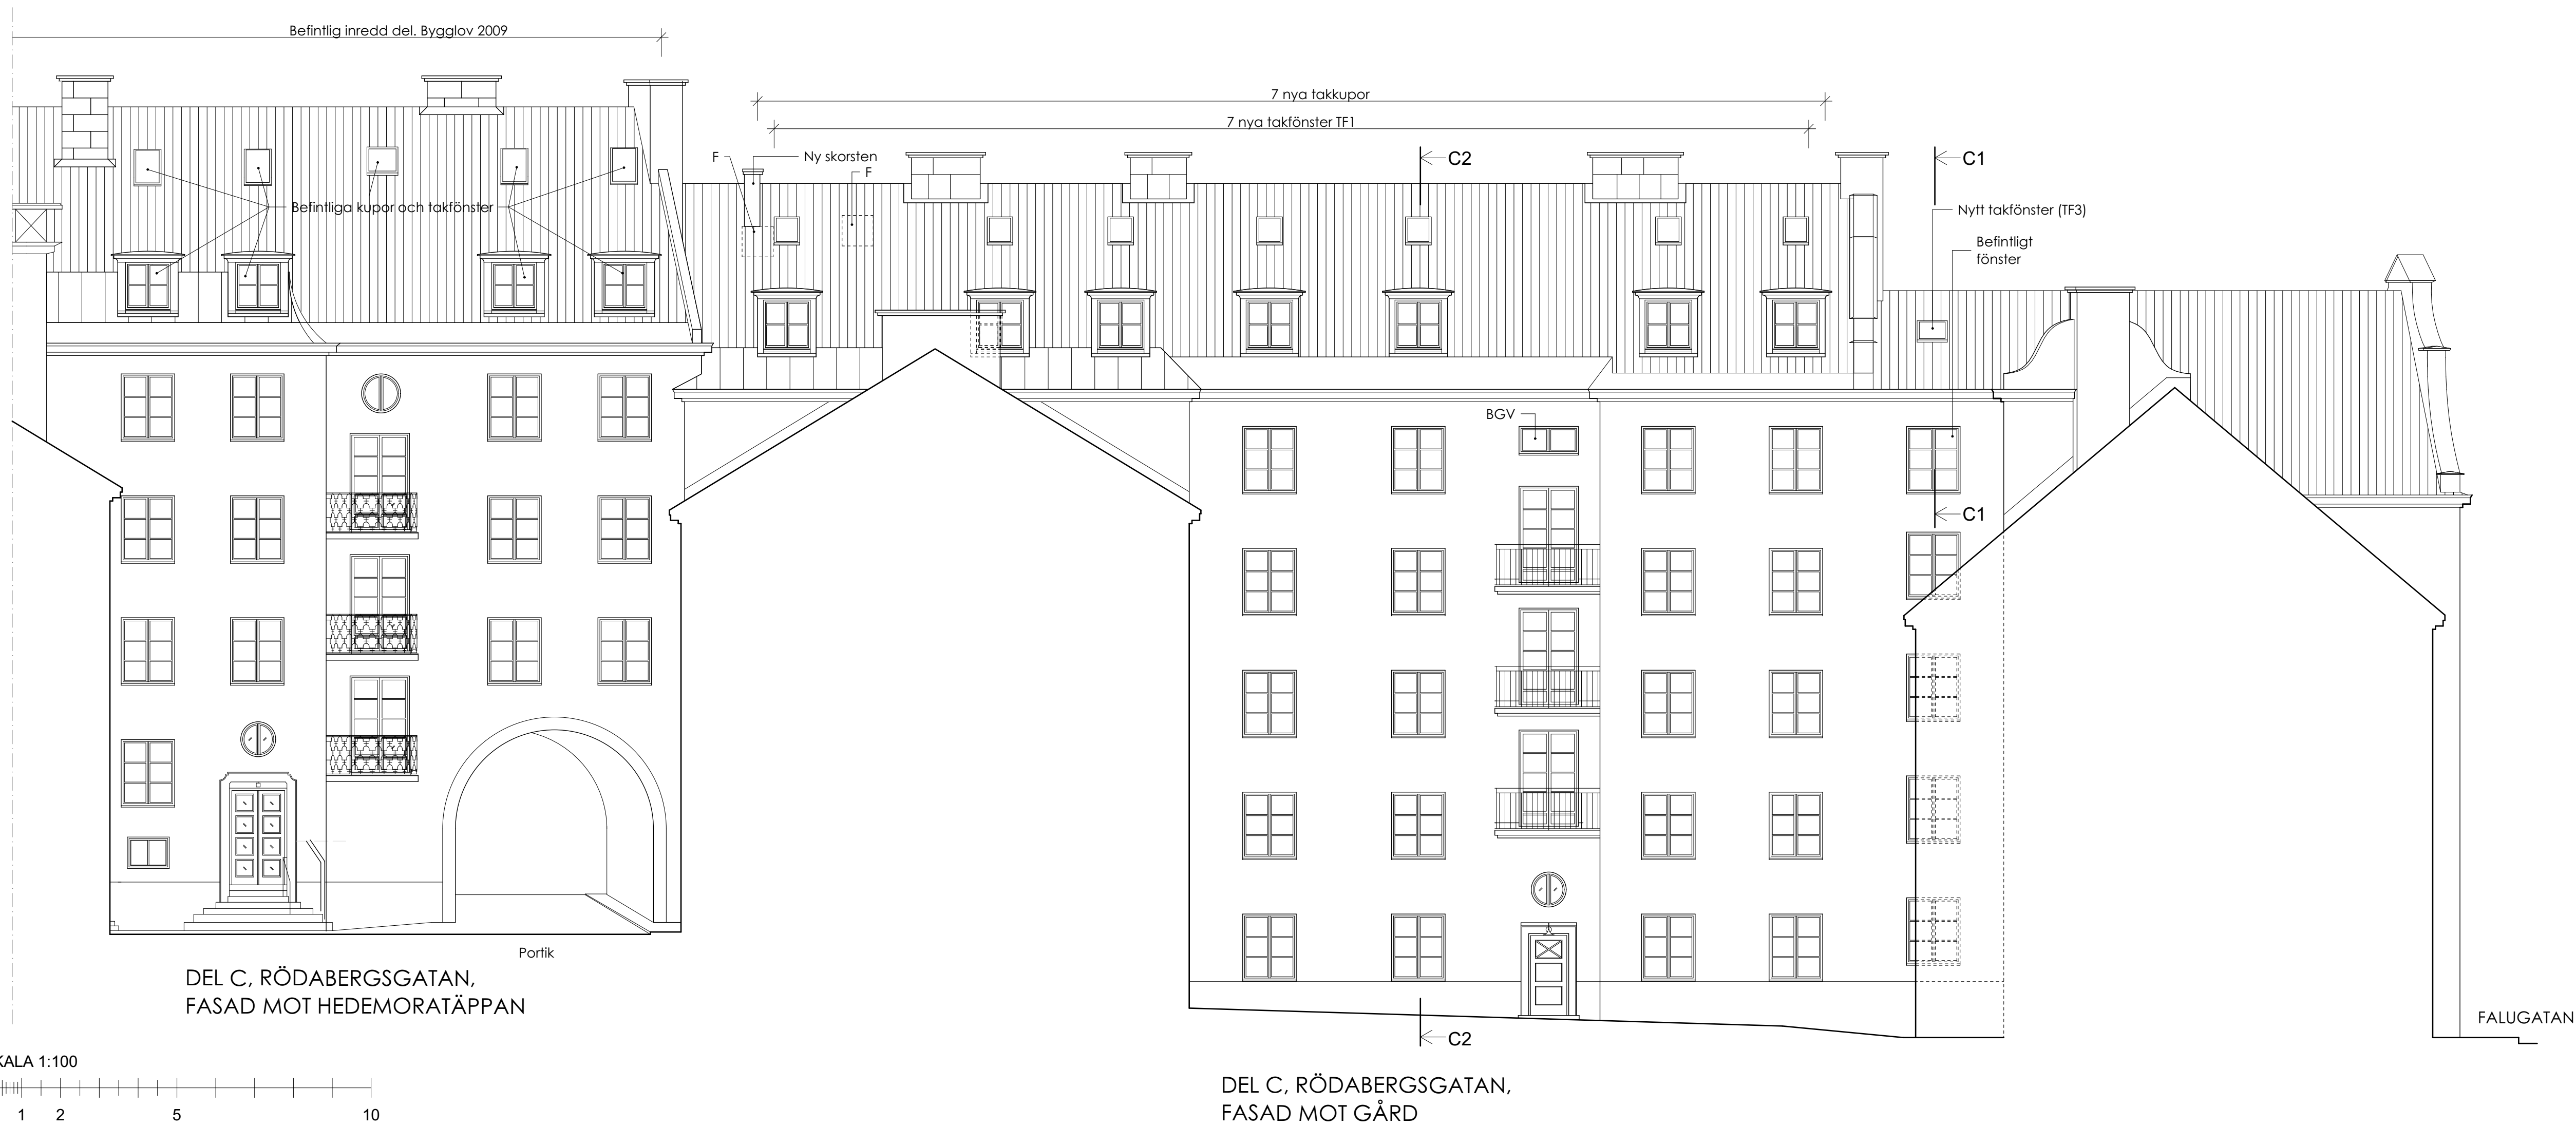 Befintlig inredd del. Bygglov 2009
7 nya takkupor
7 nya takfönster TF1
F
Ny skorsten
F
C2
C1
Befintliga kupor och takfönster
Nytt takfönster (TF3)
Befintligt
fönster
BGV
C1
Portik
DEL C, RÖDABERGSGATAN,
FASAD MOT HEDEMORATÄPPAN
FALUGATAN
C2
KALA 1:100
1 2 5 10
DEL C, RÖDABERGSGATAN,
FASAD MOT GÅRD